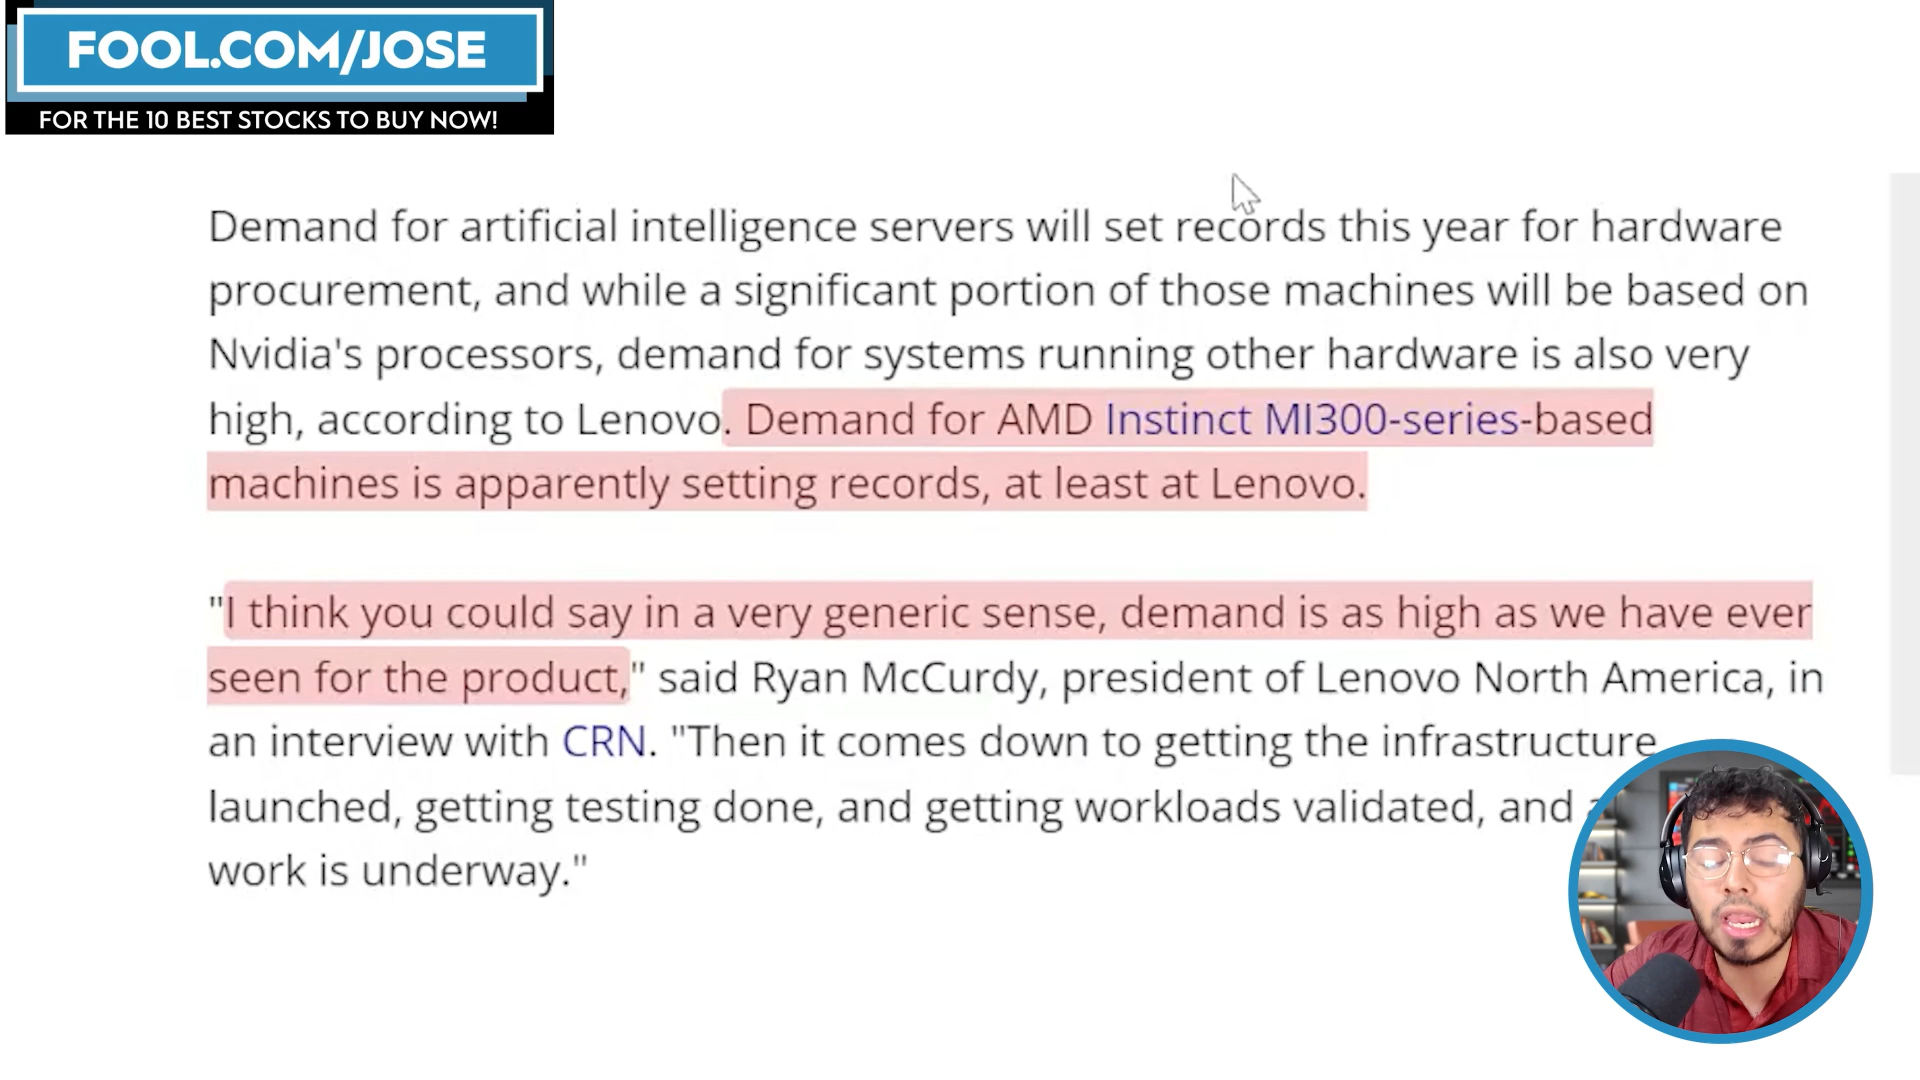 FOOL.COM/JOSE
FOR THE 10 BEST STOCKS TO BUY NOW!
Demand for artificial intelligence servers will set records this year for hardware
procurement, and while a significant portion of those machines will be based on
Nvidia's processors, demand for systems running other hardware is also very
high, according to Lenovo. Demand for AMD Instinct MI300-series-based
machines is apparently setting records, at least at Lenovo.
"I think you could say in a very generic sense, demand is as high as we have ever
seen for the product," said Ryan McCurdy, president of Lenovo North America, in
an interview with CRN. "Then it comes down to getting the infrastructure
launched, getting testing done, and getting workloads validated, and
work is underway."